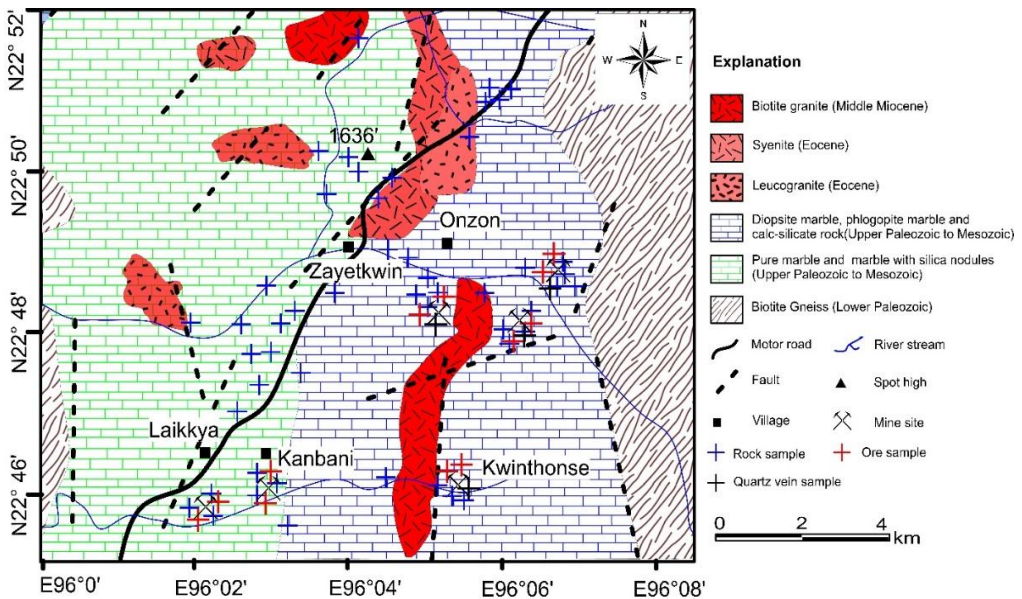 N22° 52'
N22° 50'
N22° 48'
N22° 46'
1636'
Onzon
Zayetkwin
Laikkya
Kanbani
Kwinthonse
E96°0'
E96°02'
E96°04'
E96°06'
E96°08'
N
W
E
S
Explanation
Biotite granite (Middle Miocene)
Syenite (Eocene)
Leucogranite (Eocene)
Diopsite marble, phlogopite marble and
calc-silicate rock(Upper Paleozoic to Mesozoic)
Pure marble and marble with silica nodules
(Upper Paleozoic to Mesozoic)
Biotite Gneiss (Lower Paleozoic)
Motor road
River stream
Fault
Spot high
Village
Mine site
Rock sample
Ore sample
Quartz vein sample
0 2 4
km